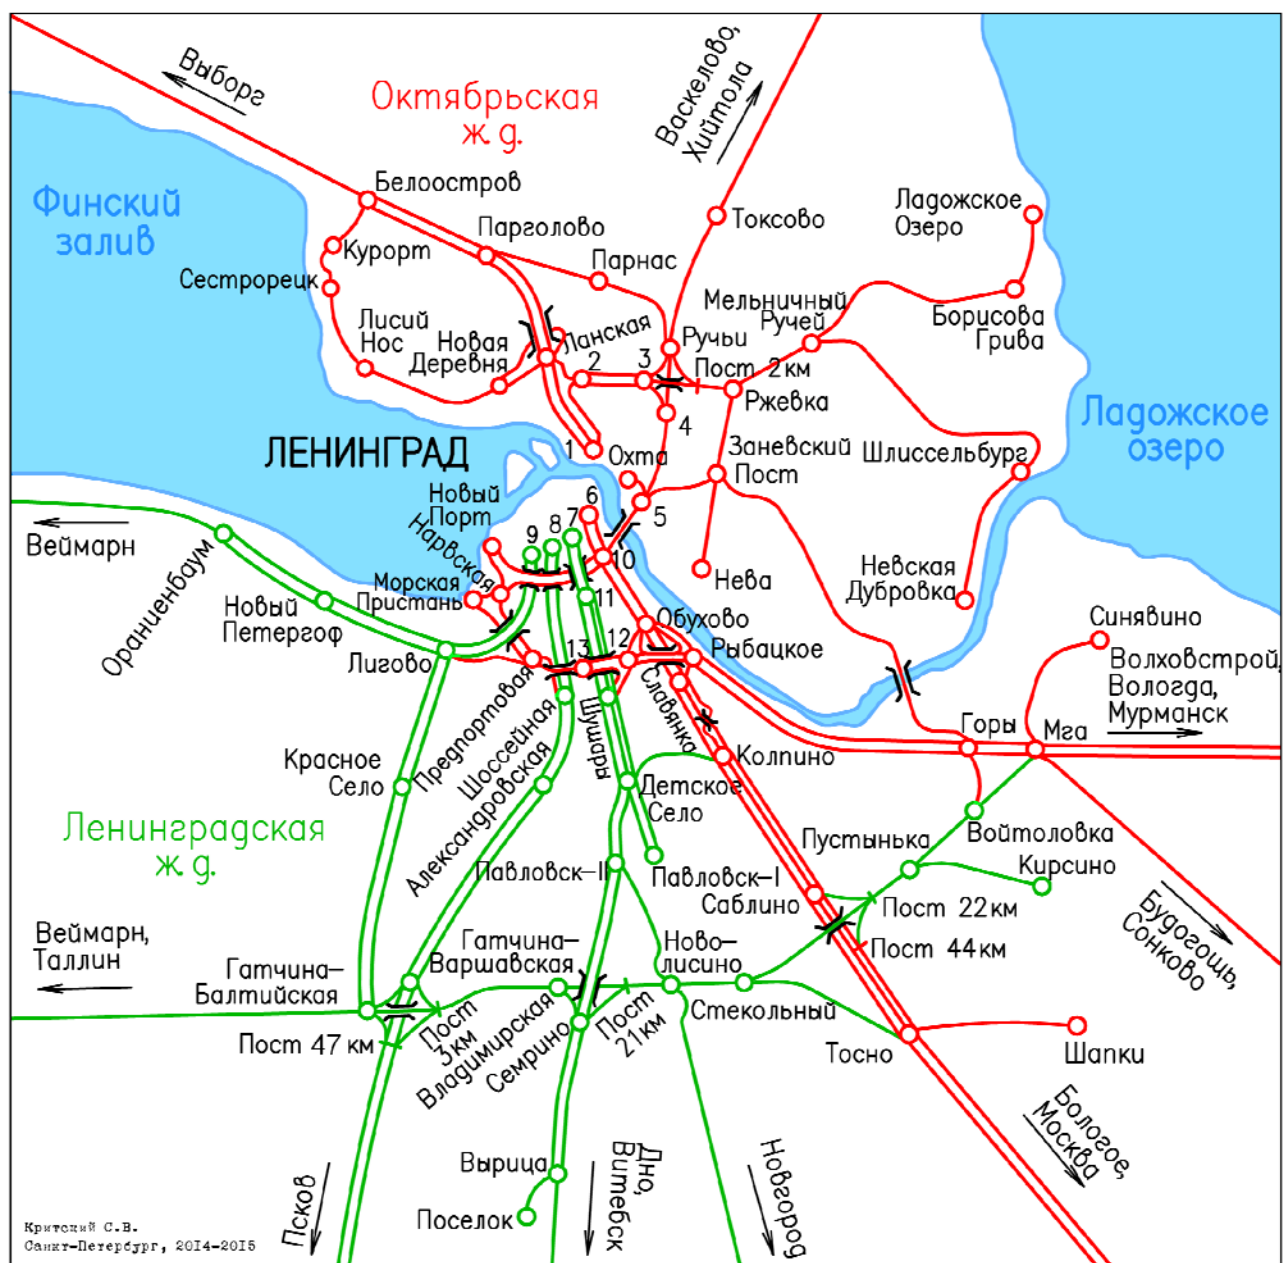 Выборг
Октябрьская
ж.д.
Васкелово,
Хийтола
Финский
залив
Белоостров
Парголово
Курорт
Сестрорецк
Парнас
Токсово
Ладожское
Озеро
Лисий
Нос
Новая
Деревня
Ланская
Мельничный
Ручей
Борисова
Грива
Ручьи
2
3
Пост 2км
Ржевка
4
Ладожское
озеро
ЛЕНИНГРАД
1
Охта
Заневский
Пост
Шлиссельбург
Новый
Порт
Нарвская
6
7
8
9
5
10
Веймарн
Ораниенбаум
Новый
Петергоф
Морская
Пристань
11
Нева
Невская
Дубровка
Обухово
Синявино
Лигово
13
12
Рыбацкое
Волховстрой,
Вологда,
Мурманск
Предпортовая
Шоссейная
Шушары
Славянка
Горы
Мга
Красное
Село
Александровская
Колпино
Детское
Село
Ленинградская
ж.д.
Пустынька
Войтоловка
Кирсино
Павловск-II
Павловск-I
Саблино
Пост 22км
Пост 44км
Будогощь,
Сонково
Веймарн,
Таллин
Гатчина-
Балтийская
Гатчина-
Варшавская
Ново-
лисино
Стекольный
Пост 47км
Пост
3км
Владимирская
Семрино
Пост
21км
Тосно
Шапки
Бологое,
Москва
Псков
Вырица
Поселок
Дно,
Витебск
Новгород
Критский С.В.
Санкт-Петербург, 2014-2015